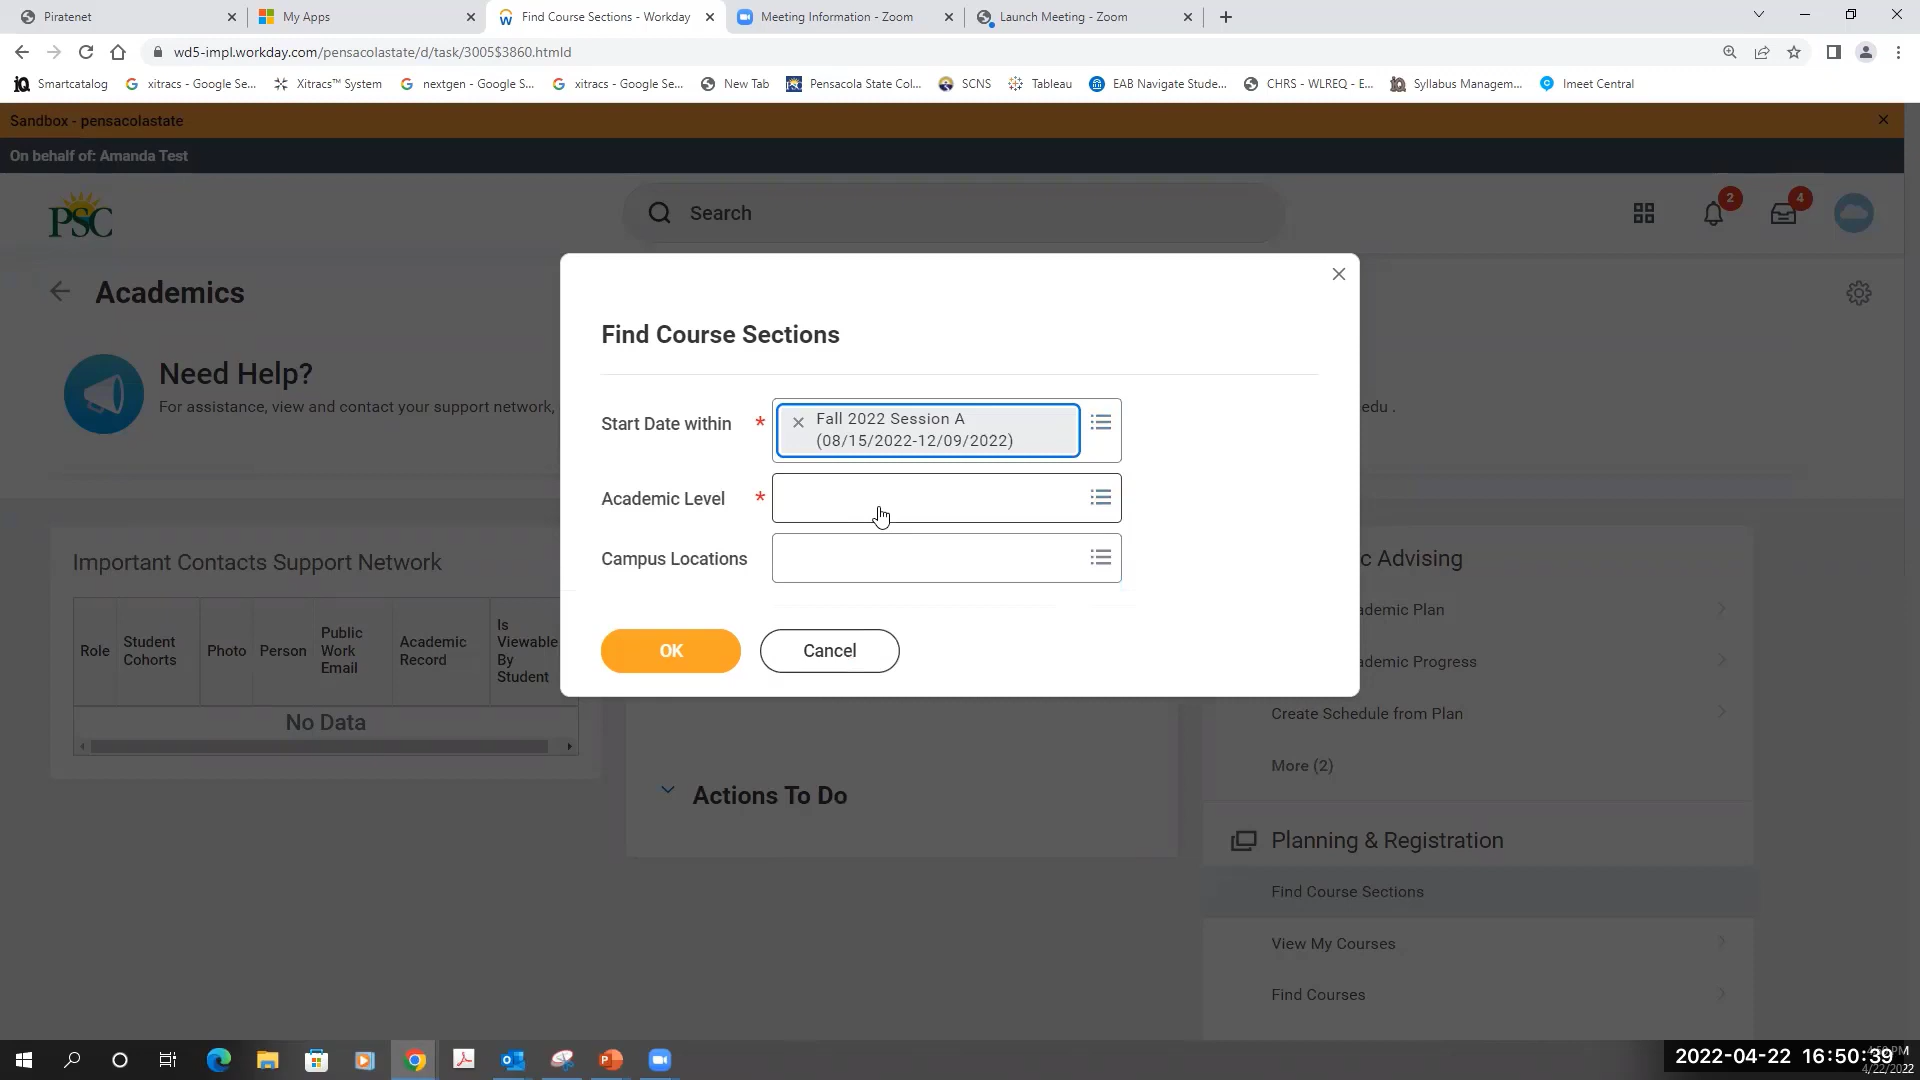 Piratenet
My Apps
Find Course Sections - Workday
Meeting Information - Zoom
Launch Meeting - Zoom
wd5-impl.workday.com/pensacolastate/d/task/3005$3860.htmld
Smartcatalog
xitracs - Google Se...
Xitracs™ System
nextgen - Google S...
xitracs - Google Se...
New Tab
Pensacola State Col...
SCNS
Tableau
EAB Navigate Stude...
CHRS - WLREQ - E...
Syllabus Managem...
Imeet Central
Sandbox - pensacolastate
On behalf of: Amanda Test
PSC
Search
2
4
Academics
Need Help?
For assistance, view and contact your support network,
edu .
Find Course Sections
Start Date within *
Fall 2022 Session A
(08/15/2022-12/09/2022)
Academic Level *
Campus Locations
OK
Cancel
Important Contacts Support Network
Role
Student Cohorts
Photo
Person
Public Work Email
Academic Record
Is Viewable By Student
No Data
Actions To Do
c Advising
ademic Plan
ademic Progress
Create Schedule from Plan
More (2)
Planning & Registration
Find Course Sections
View My Courses
Find Courses
2022-04-22 16:50:39
4/22/2022